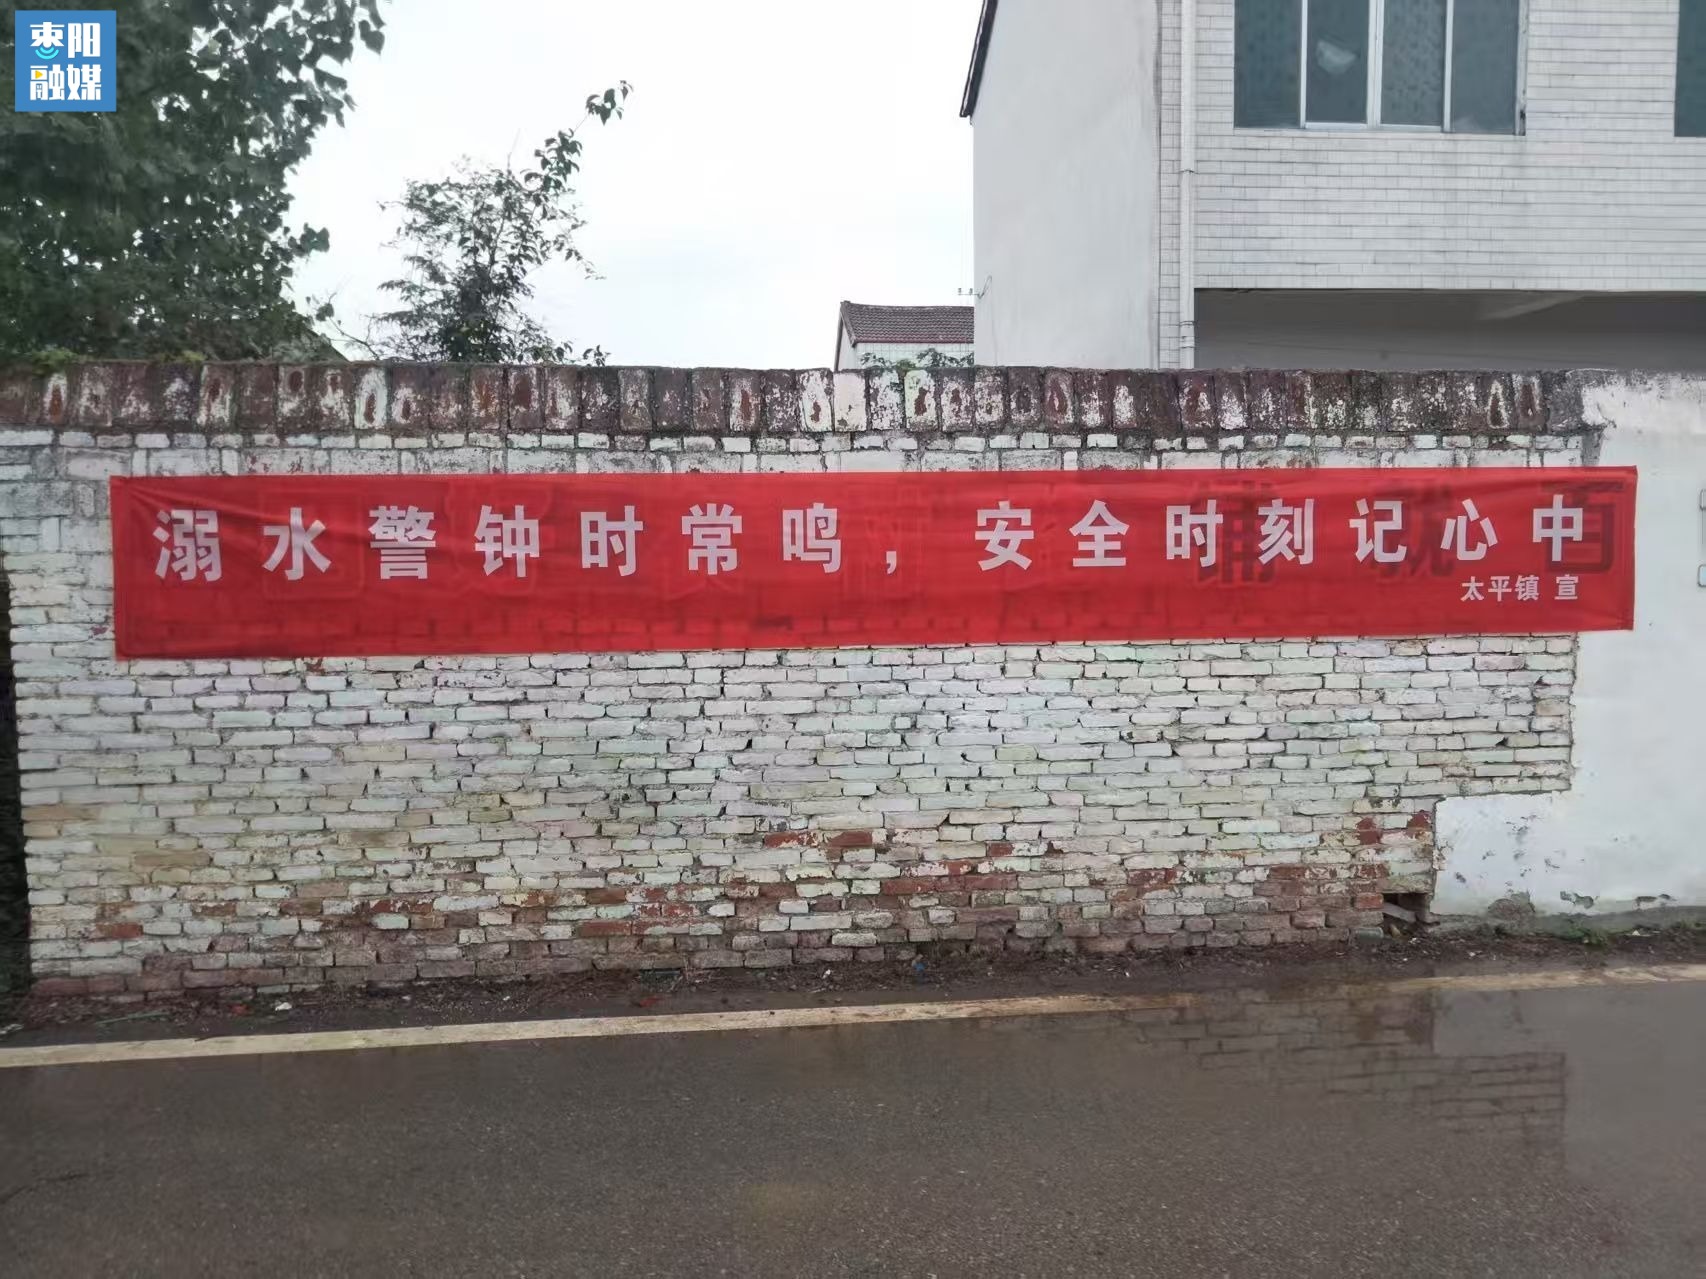 枣阳
融媒
溺水警钟时常鸣，安全时刻记心中
太平镇 宣